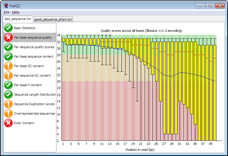 FastQC
File Help
bad_sequence.txt good_sequence_short.txt
Basic Statistics
Per base sequence quality
Per sequence quality scores
Per base sequence content
Per base GC content
Per sequence GC content
Per base N content
Sequence Length Distribution
Sequence Duplication Levels
Overrepresented sequences
Kmer Content
Quality scores across all bases (Illumina >v1.3 encoding)
Position in read (bp)